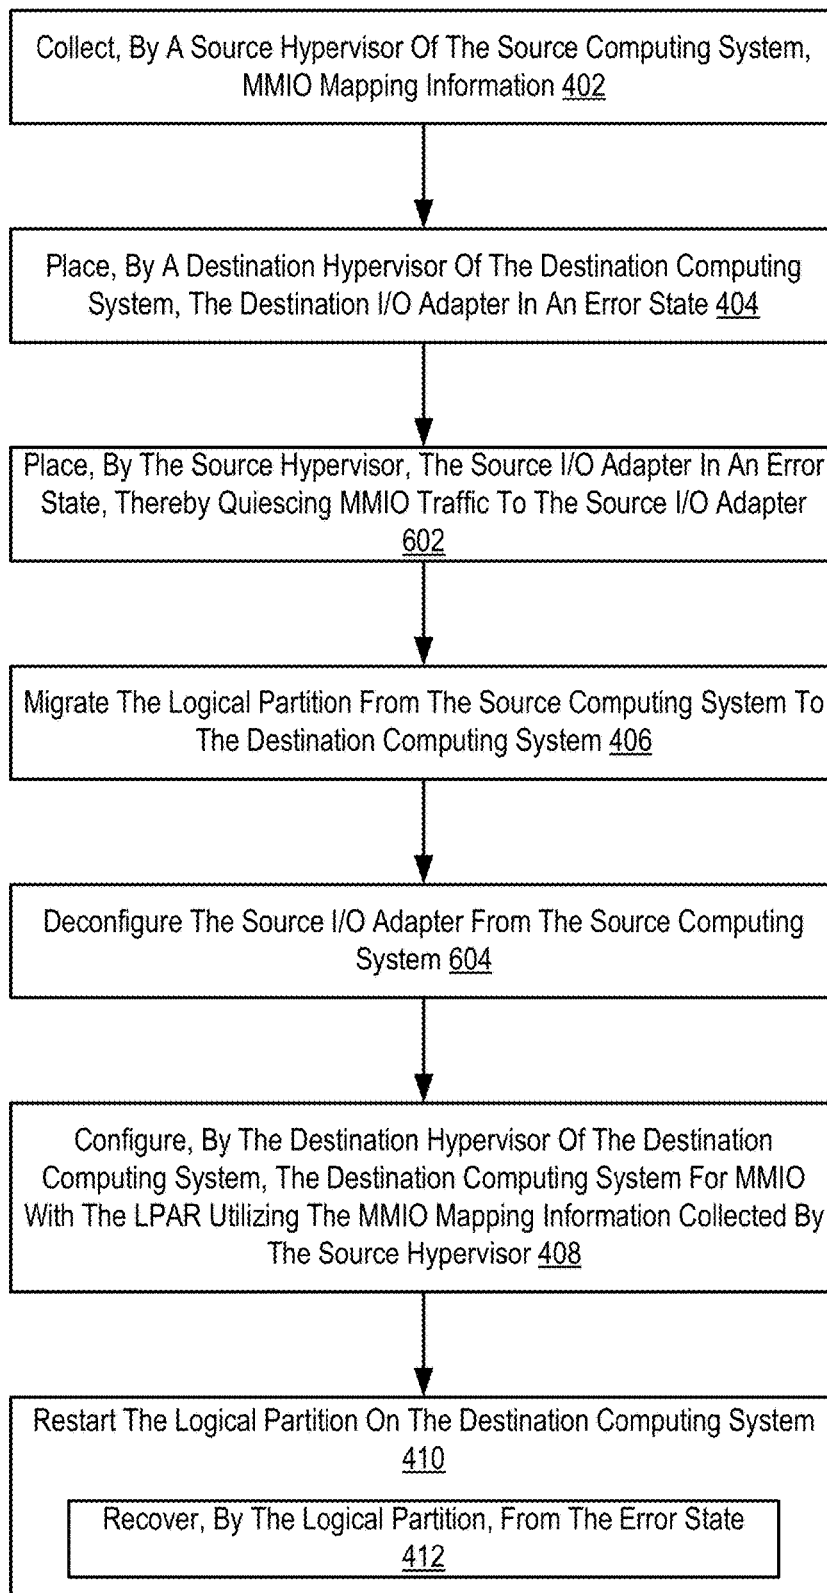 Collect, By A Source Hypervisor Of The Source Computing System,
MMIO Mapping Information 402
Place, By A Destination Hypervisor Of The Destination Computing
System, The Destination I/O Adapter In An Error State 404
Place, By The Source Hypervisor, The Source I/O Adapter In An Error
State, Thereby Quiescing MMIO Traffic To The Source I/O Adapter
602
Migrate The Logical Partition From The Source Computing System To
The Destination Computing System 406
Deconfigure The Source I/O Adapter From The Source Computing
System 604
Configure, By The Destination Hypervisor Of The Destination
Computing System, The Destination Computing System For MMIO
With The LPAR Utilizing The MMIO Mapping Information Collected By
The Source Hypervisor 408
Restart The Logical Partition On The Destination Computing System
410
Recover, By The Logical Partition, From The Error State
412